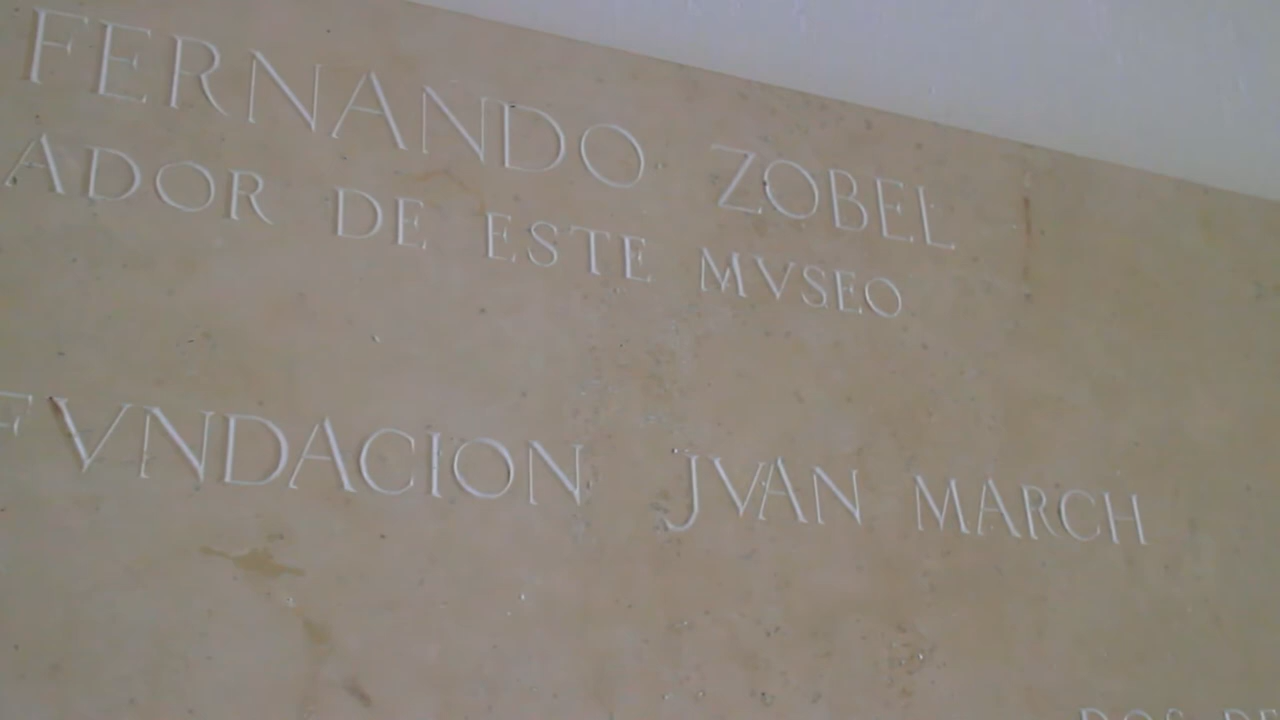 FERNANDO ZOBEL
ADOR DE ESTE MVSEO
FVNDACION JVAN MARCH